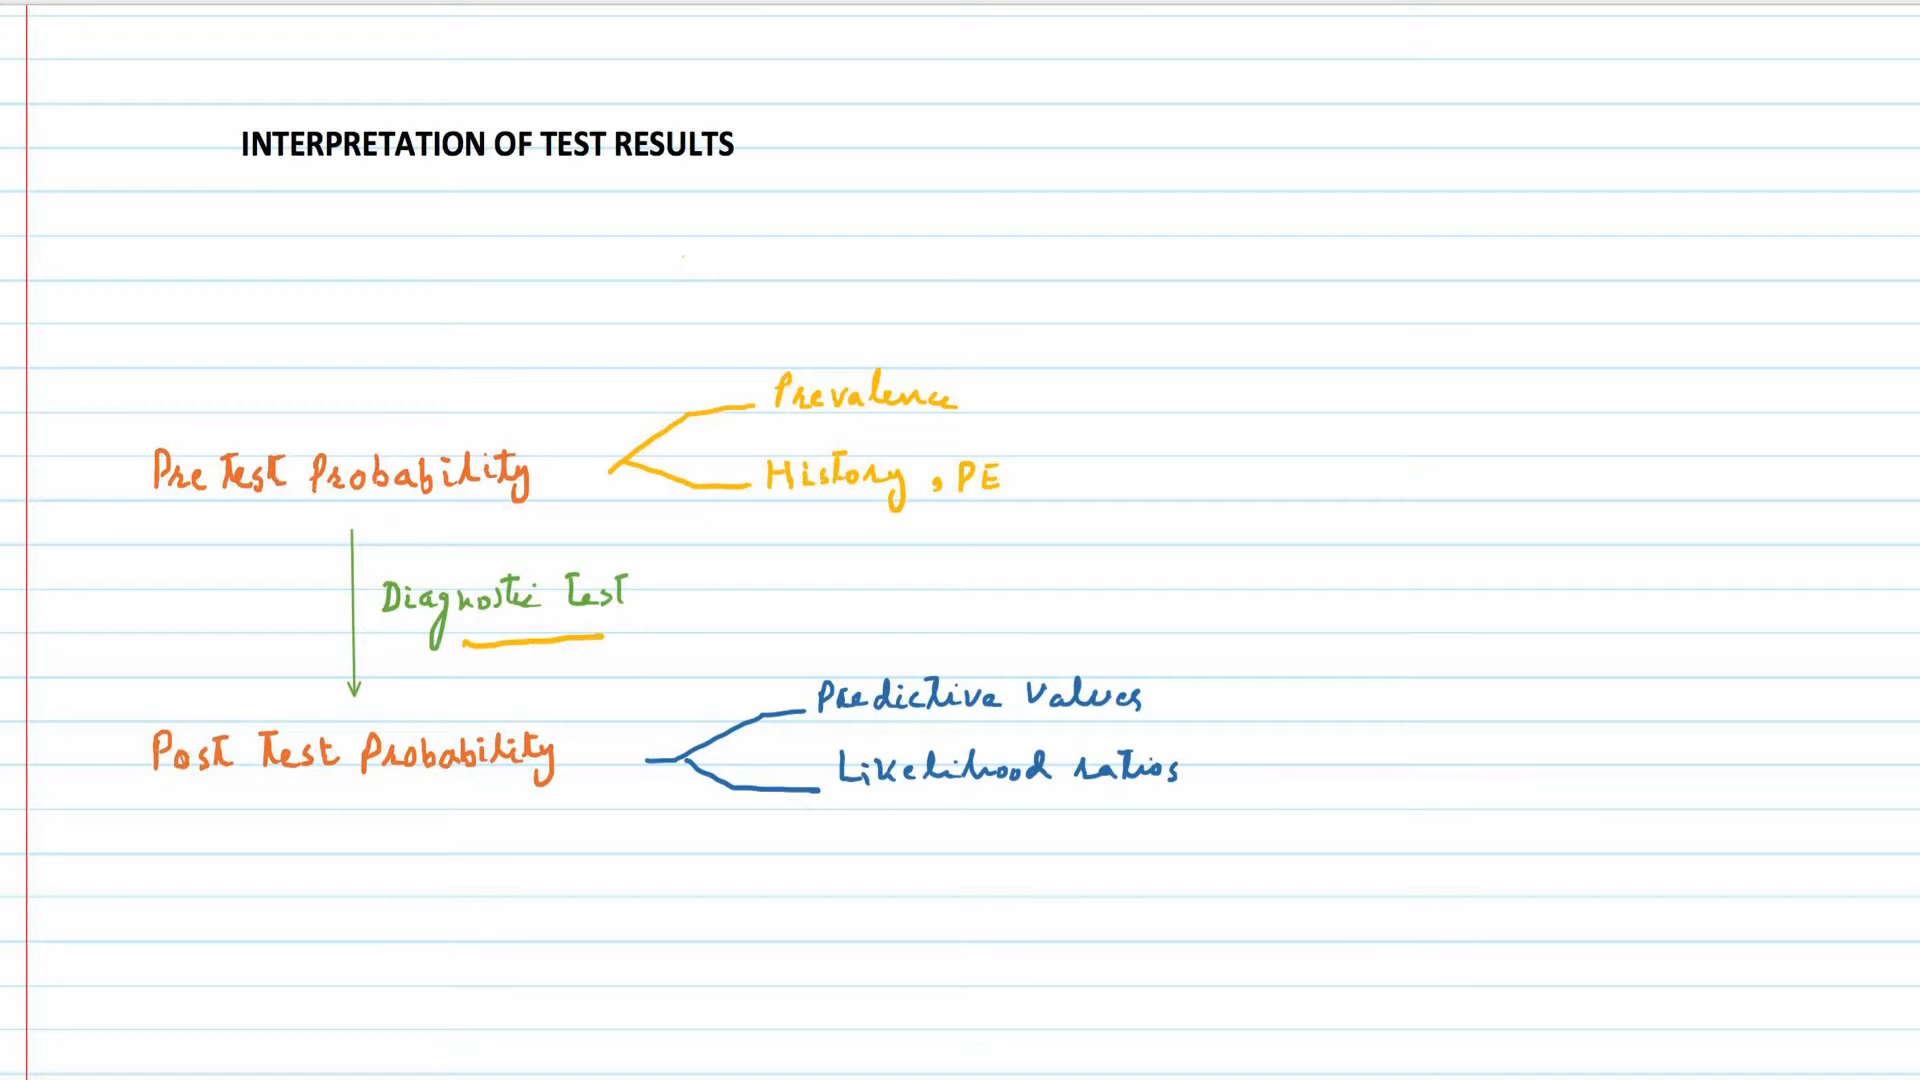 INTERPRETATION OF TEST RESULTS
Prevalence
Pre Test Probability
History, PE
Diagnostic Test
Predictive Values
Post Test Probability
Likelihood ratios